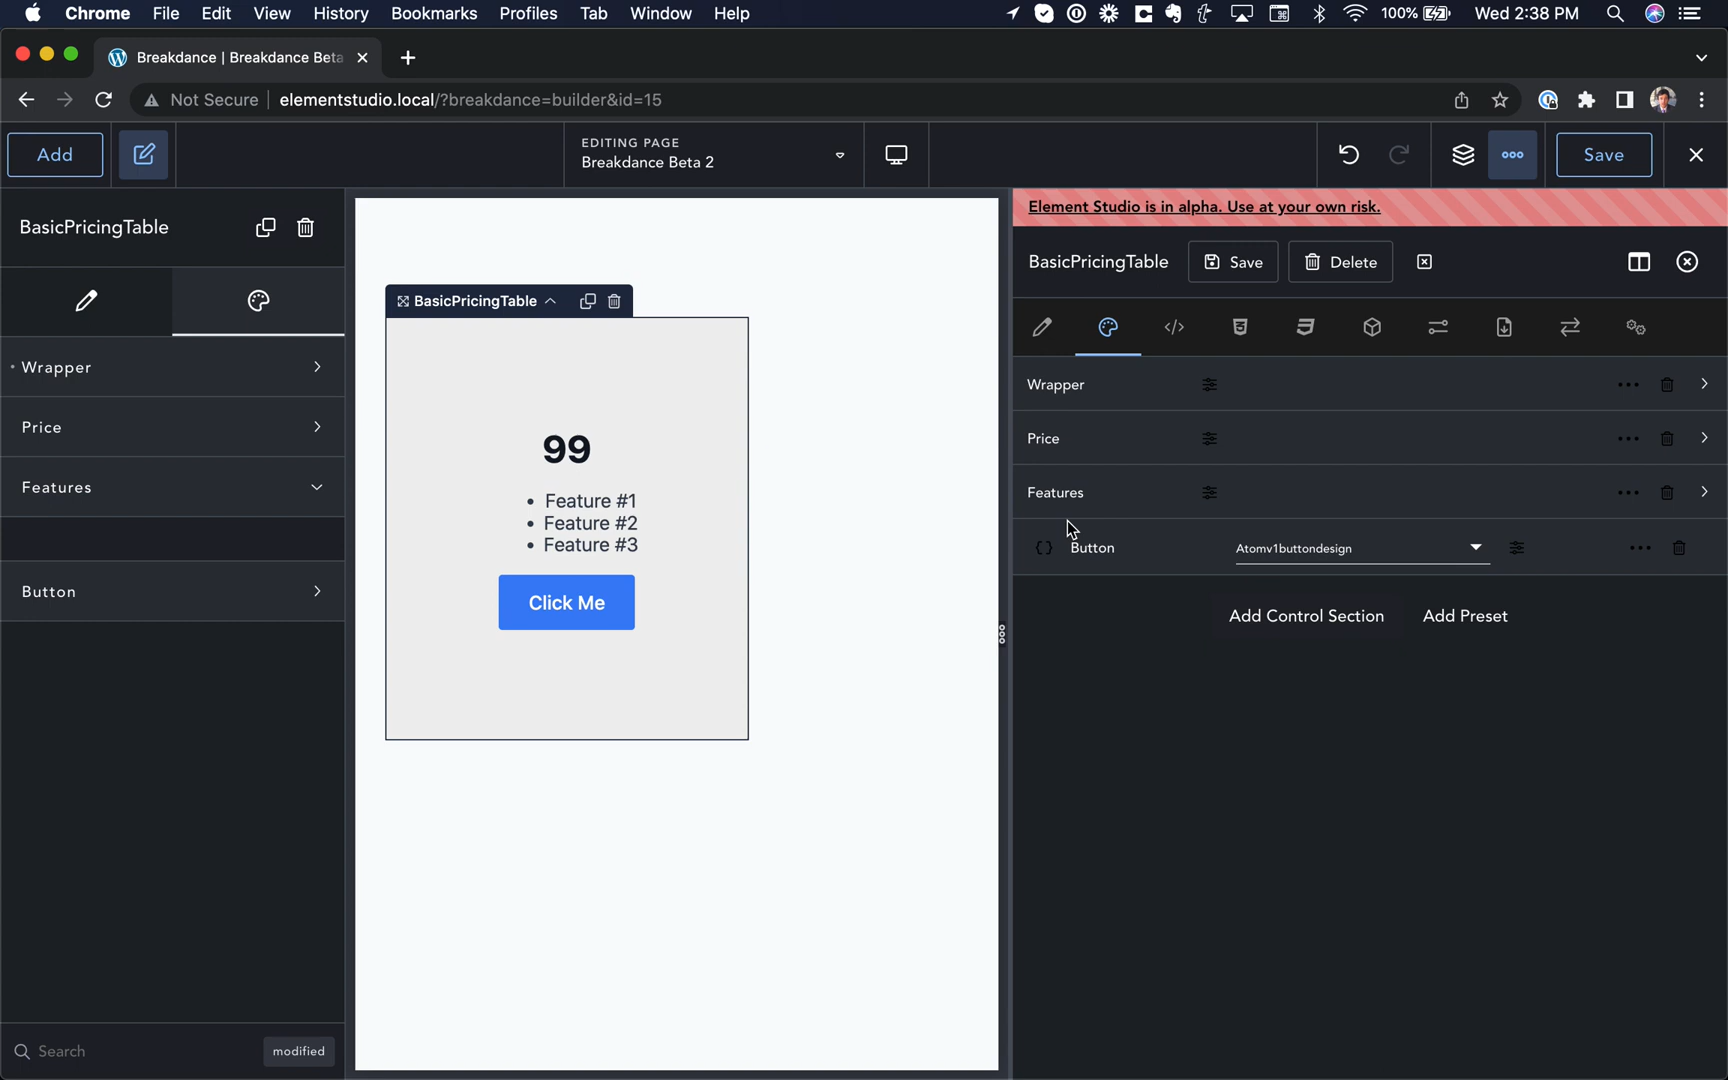 Chrome File Edit View History Bookmarks Profiles Tab Window Help 100% Wed 2:38 PM
Breakdance | Breakdance Beta
Not Secure elementstudio.local/?breakdance=builder&id=15
Add
EDITING PAGE
Breakdance Beta 2
Save
BasicPricingTable
Wrapper
Price
Features
Button
Search
modified
BasicPricingTable
99
• Feature #1
• Feature #2
• Feature #3
Click Me
Element Studio is in alpha. Use at your own risk.
BasicPricingTable Save Delete
Wrapper
Price
Features
{} Button Atomv1buttondesign
Add Control Section Add Preset